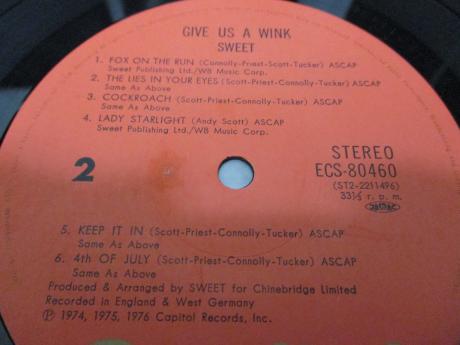 GIVE US A WINK
SWEET
1. FOX ON THE RUN (Connolly-Priest-Scott-Tucker) ASCAP
Sweet Publishing Ltd./WB Music Corp.
2. THE LIES IN YOUR EYES (Scott-Priest-Connolly-Tucker) ASCAP
Same As Above
3. COCKROACH (Scott-Priest-Connolly-Tucker) ASCAP
Same As Above
4. LADY STARLIGHT (Andy Scott) ASCAP
Sweet Publishing Ltd./WB Music Corp.
2
STEREO
ECS-80460
(ST2-2211496)
33⅓ r. p. m.
JASRAC
5. KEEP IT IN (Scott-Priest-Connolly-Tucker) ASCAP
Same As Above
6. 4th OF JULY (Scott-Priest-Connolly-Tucker) ASCAP
Same As Above
Produced & Arranged by SWEET for Chinebridge Limited
Recorded in England & West Germany
Ⓟ 1974, 1975, 1976 Capitol Records, Inc.